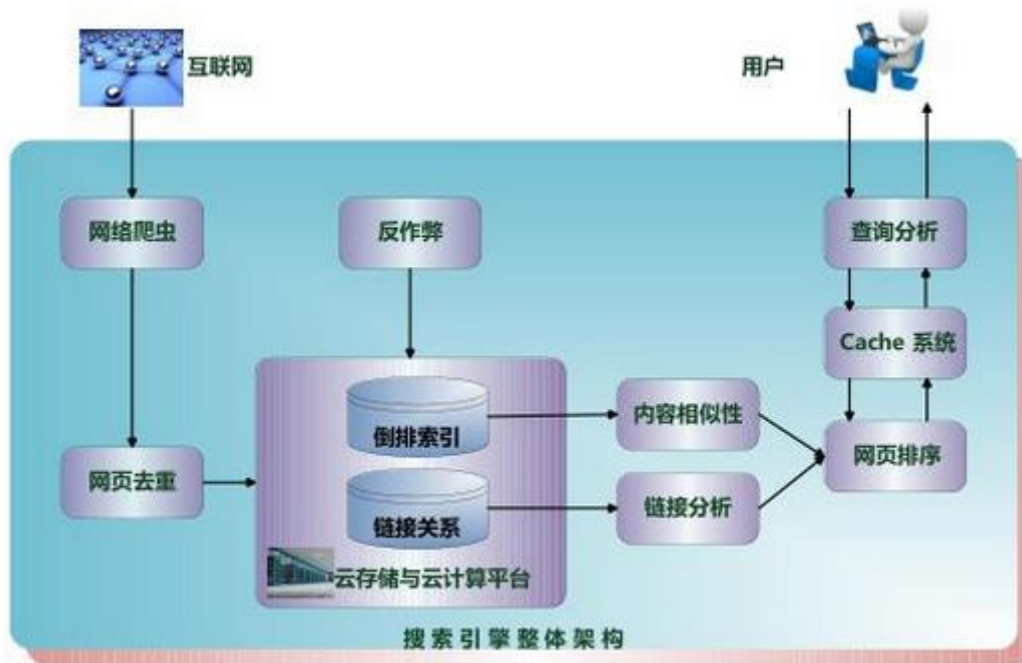 互联网
用户
网络爬虫
反作弊
查询分析
Cache 系统
倒排索引
内容相似性
网页排序
网页去重
链接关系
链接分析
云存储与云计算平台
搜索引擎整体架构